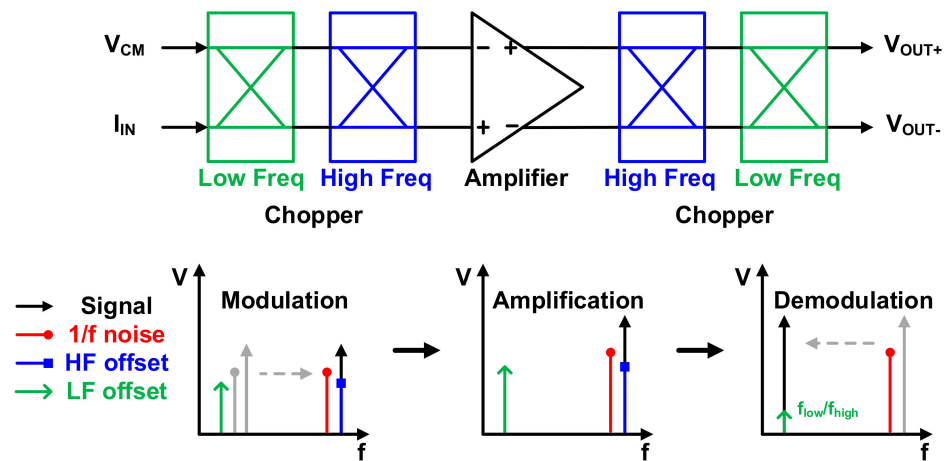 V_CM
I_IN
− +
+ −
V_OUT+
V_OUT-
Low Freq
High Freq
Amplifier
High Freq
Low Freq
Chopper
Chopper
Signal
1/f noise
HF offset
LF offset
V
Modulation
f
V
Amplification
f
V
Demodulation
f_low/f_high
f